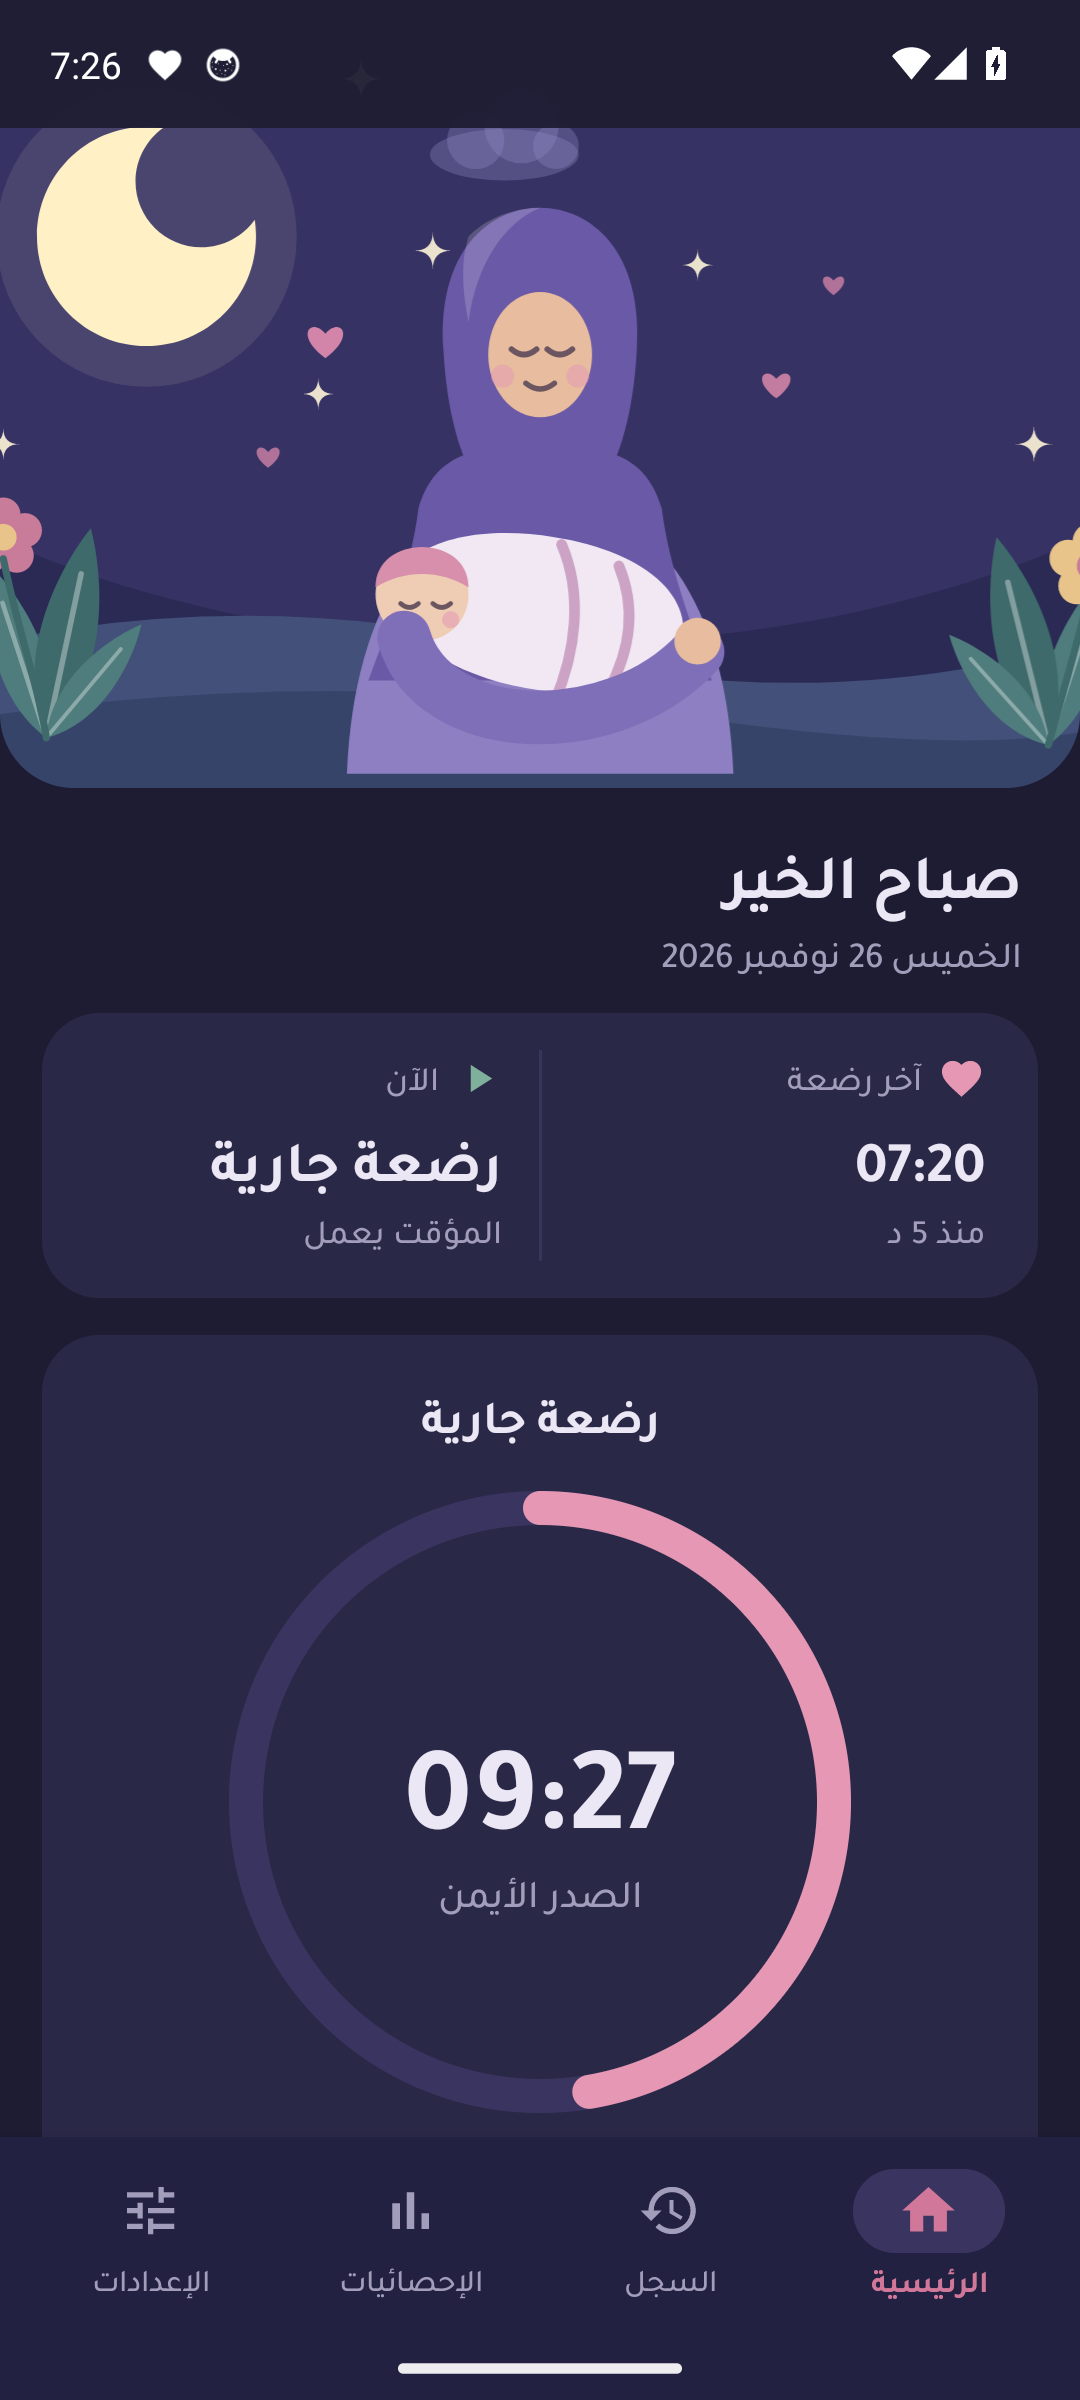 7:26
صباح الخير
الخميس 26 نوفمبر 2026
آخر رضعة
07:20
منذ 5 د
الآن
رضعة جارية
المؤقت يعمل
رضعة جارية
09:27
الصدر الأيمن
الرئيسية
السجل
الإحصائيات
الإعدادات